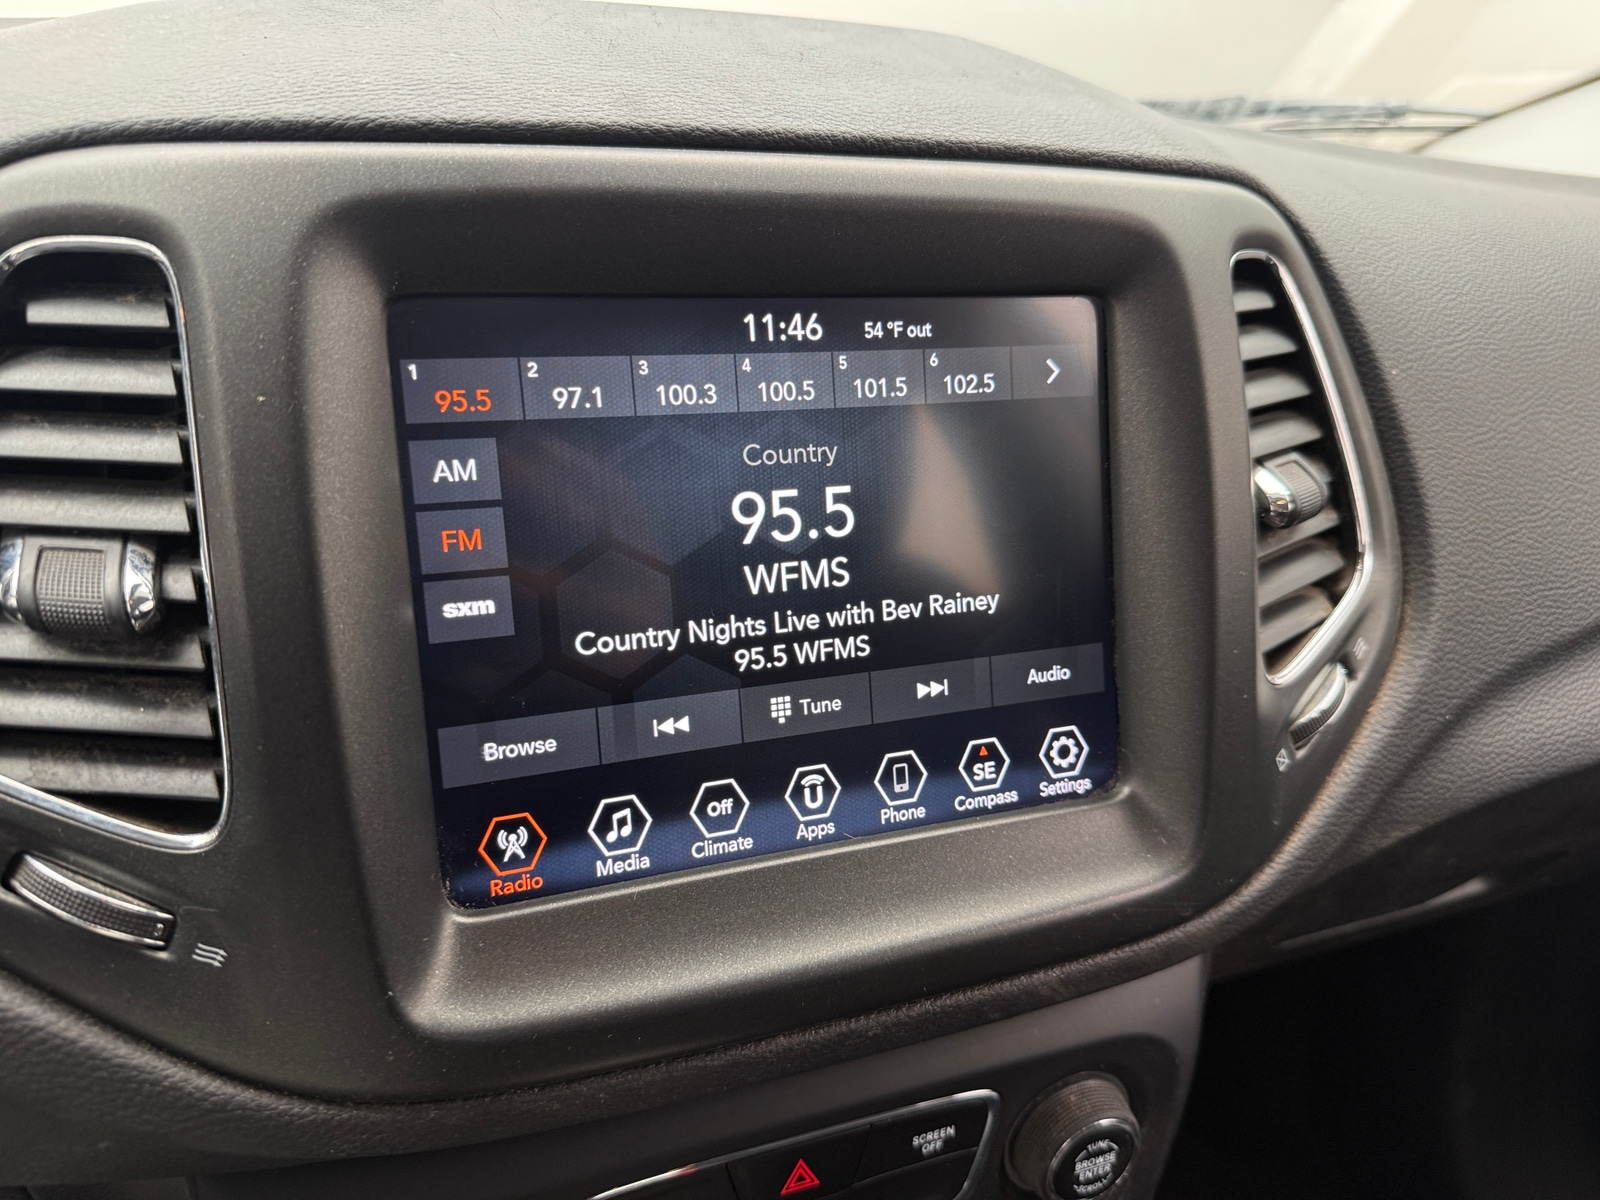 11:46 54 °F out
1 2 3 4 5 6
95.5 97.1 100.3 100.5 101.5 102.5
AM
FM
sxm
Country
95.5
WFMS
Country Nights Live with Bev Rainey
95.5 WFMS
Browse Tune Audio
Off SE
Radio Media Climate Apps Phone Compass Settings
SCREEN
OFF
TUNE
BROWSE
ENTER
SCROLL